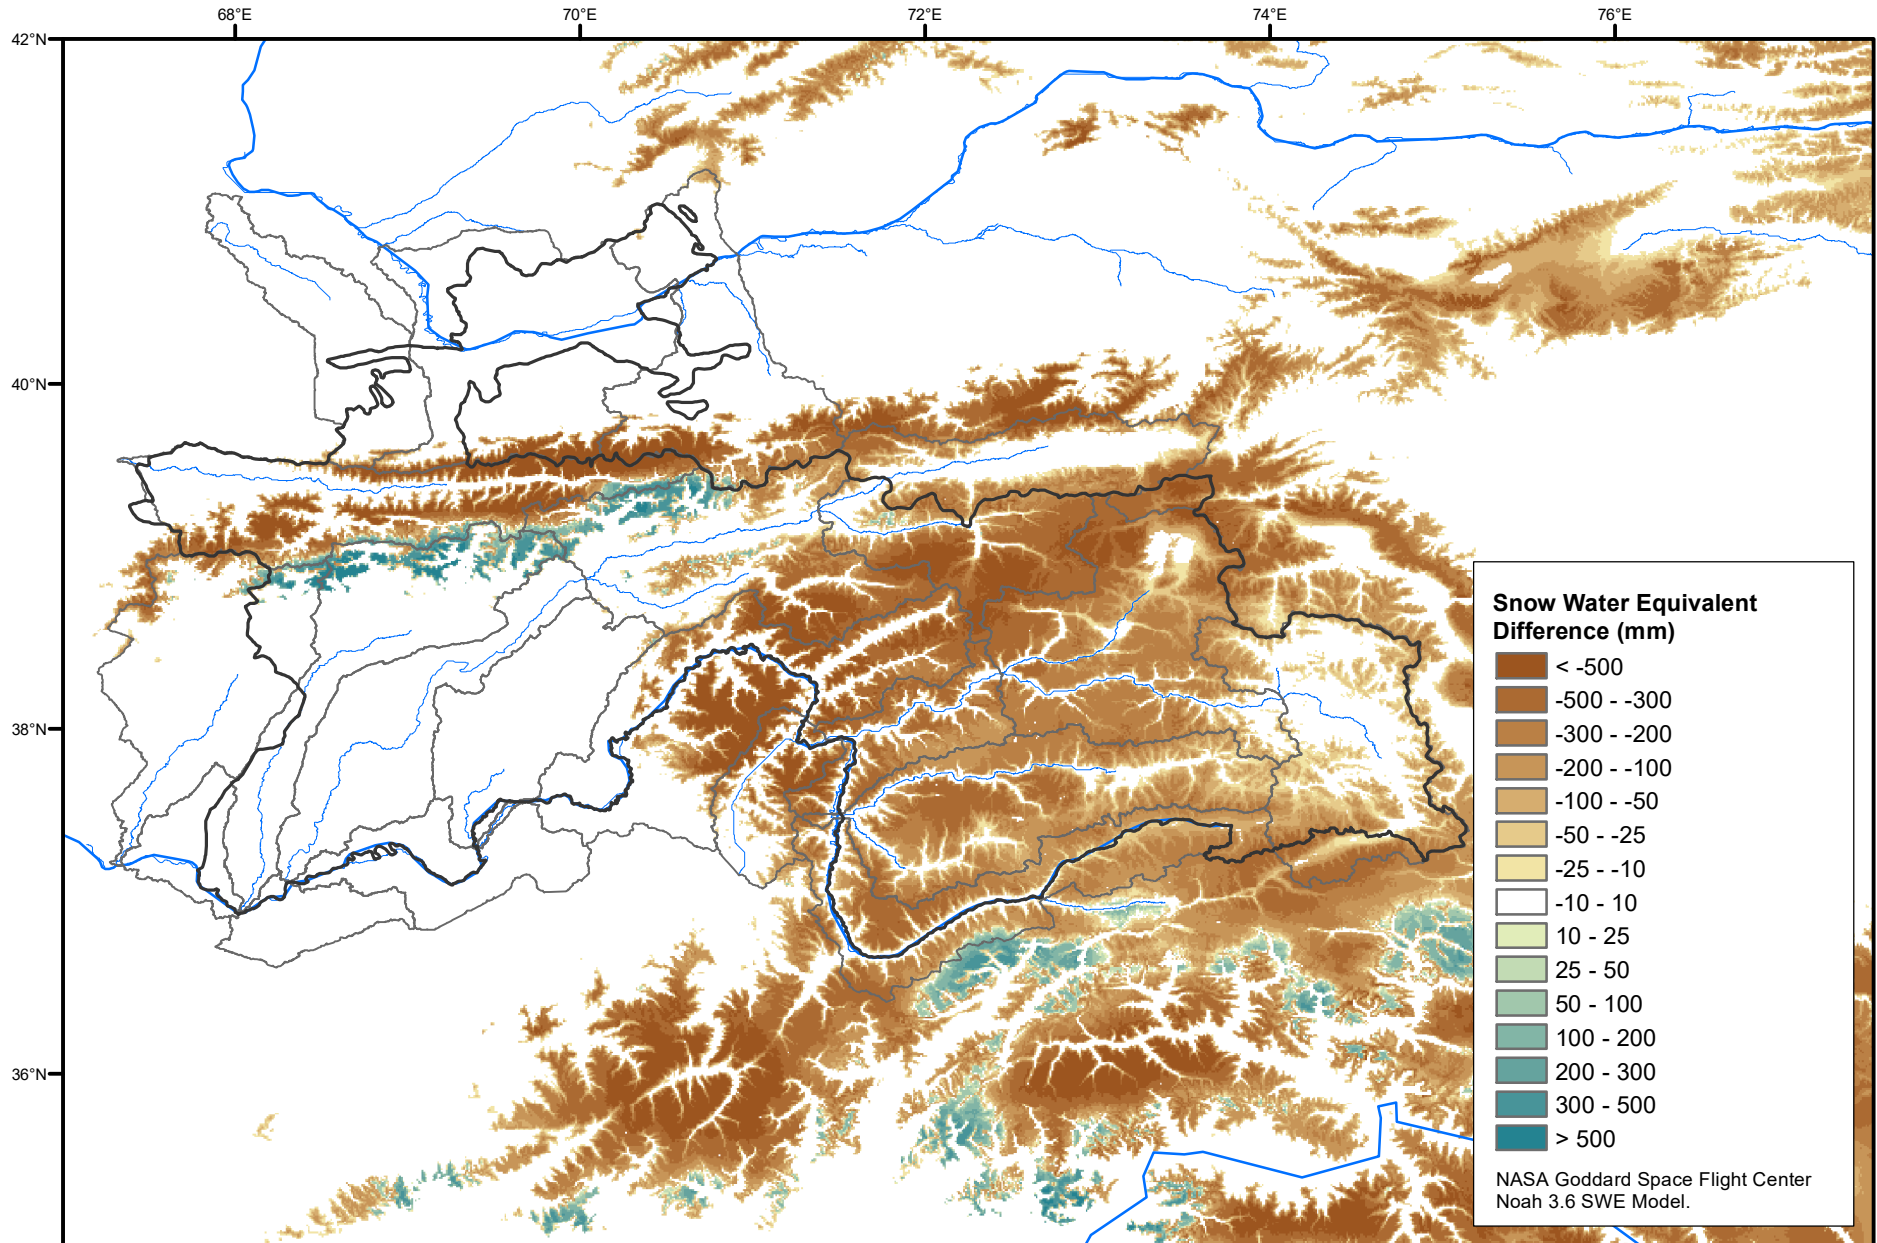 68°E 70°E 72°E 74°E 76°E
42°N
40°N
38°N
36°N
Snow Water Equivalent
Difference (mm)
< -500
-500 - -300
-300 - -200
-200 - -100
-100 - -50
-50 - -25
-25 - -10
-10 - 10
10 - 25
25 - 50
50 - 100
100 - 200
200 - 300
300 - 500
> 500
NASA Goddard Space Flight Center
Noah 3.6 SWE Model.